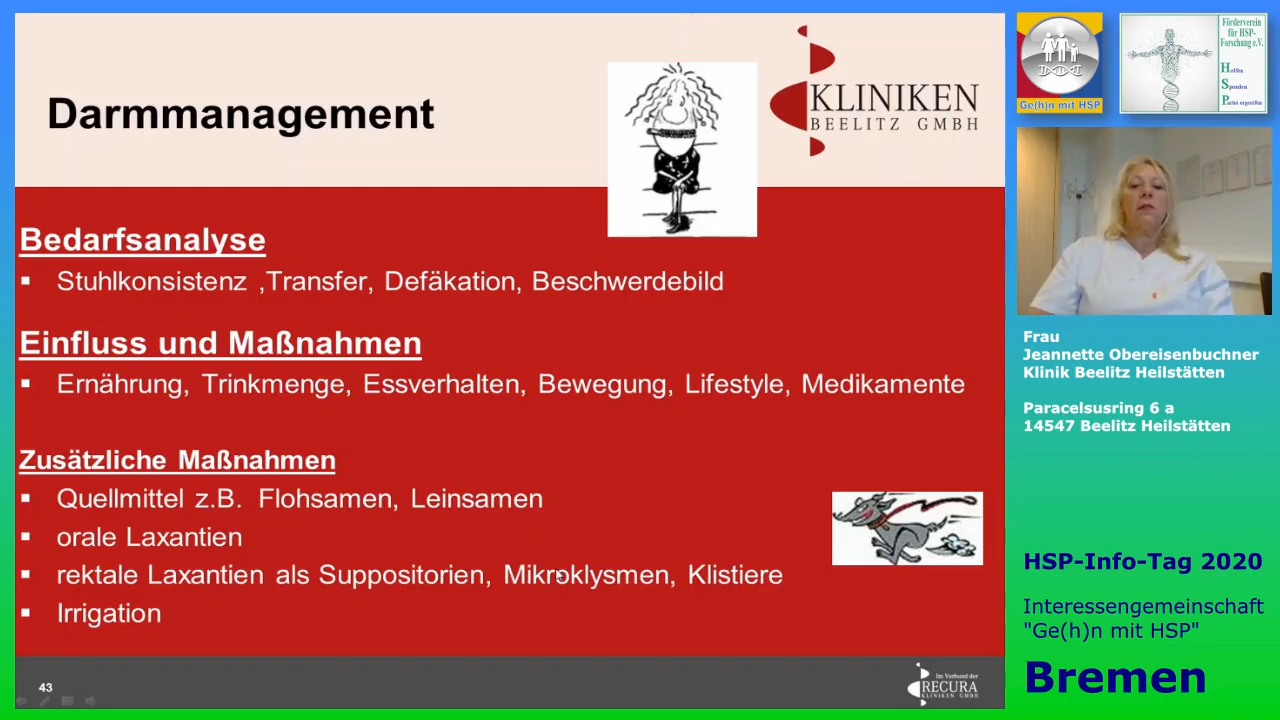 Darmmanagement
KLINIKEN
BEELITZ GMBH
Bedarfsanalyse
▪ Stuhlkonsistenz ,Transfer, Defäkation, Beschwerdebild
Einfluss und Maßnahmen
▪ Ernährung, Trinkmenge, Essverhalten, Bewegung, Lifestyle, Medikamente
Zusätzliche Maßnahmen
▪ Quellmittel z.B. Flohsamen, Leinsamen
▪ orale Laxantien
▪ rektale Laxantien als Suppositorien, Mikroklysmen, Klistiere
▪ Irrigation
43
Im Verbund der
RECURA
KLINIKEN GMBH
Ge(h)n mit HSP
Förderverein
für HSP-
Forschung e.V.
Helfen
Spenden
Partei ergreifen
Frau
Jeannette Obereisenbuchner
Klinik Beelitz Heilstätten
Paracelsusring 6 a
14547 Beelitz Heilstätten
HSP-Info-Tag 2020
Interessengemeinschaft
"Ge(h)n mit HSP"
Bremen